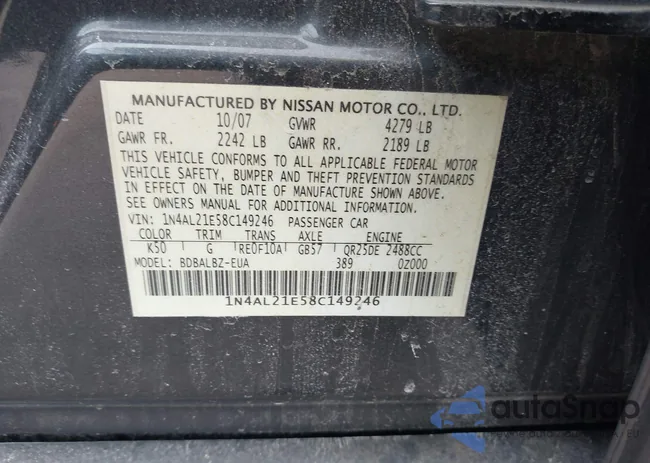 MANUFACTURED BY NISSAN MOTOR CO., LTD.
DATE 10/07 GVWR 4279 LB
GAWR FR. 2242 LB GAWR RR. 2189 LB
THIS VEHICLE CONFORMS TO ALL APPLICABLE FEDERAL MOTOR
VEHICLE SAFETY, BUMPER AND THEFT PREVENTION STANDARDS
IN EFFECT ON THE DATE OF MANUFACTURE SHOWN ABOVE.
SEE OWNERS MANUAL FOR ADDITIONAL INFORMATION.
VIN: 1N4AL21E58C149246 PASSENGER CAR
COLOR TRIM TRANS AXLE ENGINE
K50 G RE0F10A GB57 QR25DE 2488CC
MODEL: BDBALBZ-EUA 389 0Z000
1N4AL21E58C149246
autoSnap